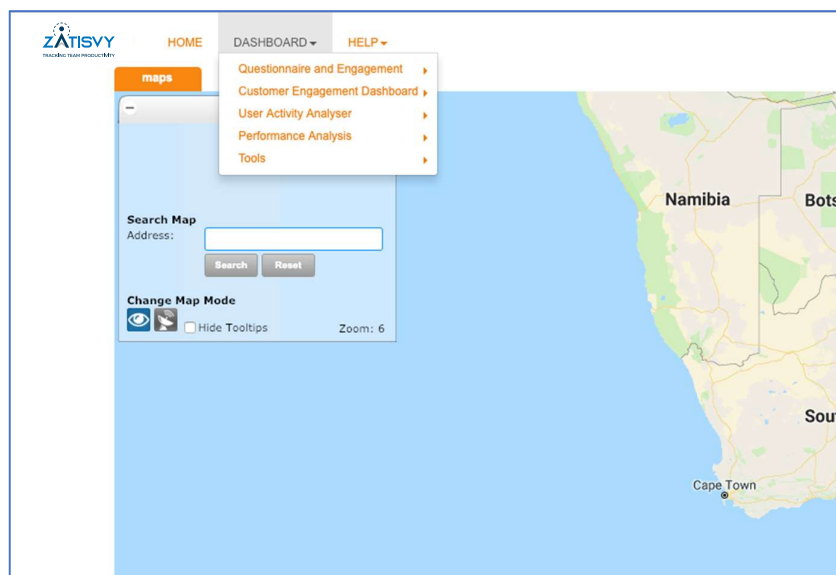 ZATISVY
TRACKING TEAM PRODUCTIVITY
HOME
DASHBOARD
HELP
maps
Questionnaire and Engagement
Customer Engagement Dashboard
User Activity Analyser
Performance Analysis
Tools
Search Map
Address:
Search
Reset
Change Map Mode
Hide Tooltips
Zoom: 6
Namibia
Bots
Sou
Cape Town